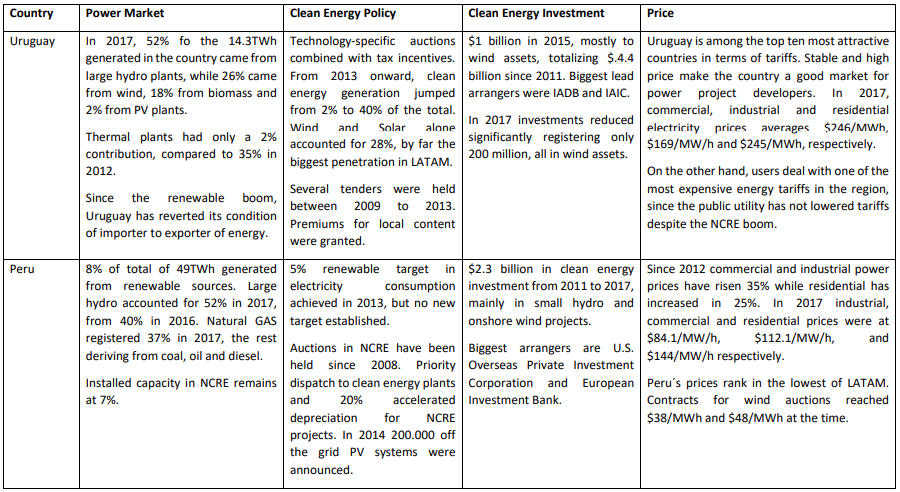 Country Power Market Clean Energy Policy Clean Energy Investment Price
Uruguay
In 2017, 52% fo the 14.3TWh
generated in the country came from
large hydro plants, while 26% came
from wind, 18% from biomass and
2% from PV plants.
Thermal plants had only a 2%
contribution, compared to 35% in
2012.
Since the renewable boom,
Uruguay has reverted its condition
of importer to exporter of energy.
Technology-specific auctions
combined with tax incentives.
From 2013 onward, clean
energy generation jumped
from 2% to 40% of the total.
Wind and Solar alone
accounted for 28%, by far the
biggest penetration in LATAM.
Several tenders were held
between 2009 to 2013.
Premiums for local content
were granted.
$1 billion in 2015, mostly to
wind assets, totalizing $.4.4
billion since 2011. Biggest lead
arrangers were IADB and IAIC.
In 2017 investments reduced
significantly registering only
200 million, all in wind assets.
Uruguay is among the top ten most attractive
countries in terms of tariffs. Stable and high
price make the country a good market for
power project developers. In 2017,
commercial, industrial and residential
electricity prices averages $246/MWh,
$169/MW/h and $245/MWh, respectively.
On the other hand, users deal with one of the
most expensive energy tariffs in the region,
since the public utility has not lowered tariffs
despite the NCRE boom.
Peru
8% of total of 49TWh generated
from renewable sources. Large
hydro accounted for 52% in 2017,
from 40% in 2016. Natural GAS
registered 37% in 2017, the rest
deriving from coal, oil and diesel.
Installed capacity in NCRE remains
at 7%.
5% renewable target in
electricity consumption
achieved in 2013, but no new
target established.
Auctions in NCRE have been
held since 2008. Priority
dispatch to clean energy plants
and 20% accelerated
depreciation for NCRE
projects. In 2014 200.000 off
the grid PV systems were
announced.
$2.3 billion in clean energy
investment from 2011 to 2017,
mainly in small hydro and
onshore wind projects.
Biggest arrangers are U.S.
Overseas Private Investment
Corporation and European
Investment Bank.
Since 2012 commercial and industrial power
prices have risen 35% while residential has
increased in 25%. In 2017 industrial,
commercial and residential prices were at
$84.1/MW/h, $112.1/MW/h, and
$144/MW/h respectively.
Peru´s prices rank in the lowest of LATAM.
Contracts for wind auctions reached
$38/MWh and $48/MWh at the time.